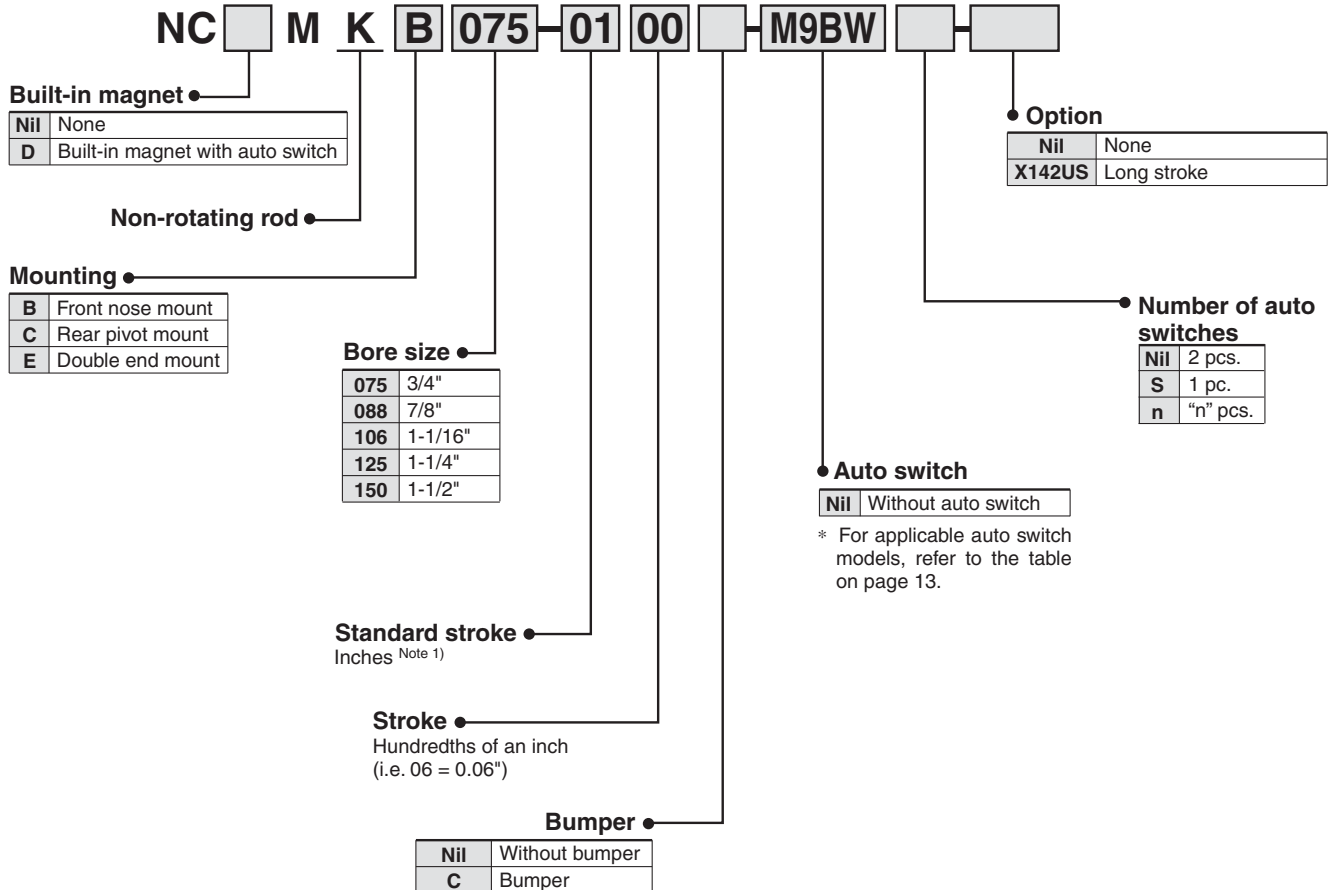 NC M K B 075-01 00 -M9BW -
Built-in magnet
Nil None
D Built-in magnet with auto switch
Non-rotating rod
Mounting
B Front nose mount
C Rear pivot mount
E Double end mount
Bore size
075 3/4"
088 7/8"
106 1-1/16"
125 1-1/4"
150 1-1/2"
Standard stroke
Inches Note 1)
Stroke
Hundredths of an inch
(i.e. 06 = 0.06")
Bumper
Nil Without bumper
C Bumper
Auto switch
Nil Without auto switch
* For applicable auto switch
models, refer to the table
on page 13.
Number of auto
switches
Nil 2 pcs.
S 1 pc.
n “n” pcs.
Option
Nil None
X142US Long stroke